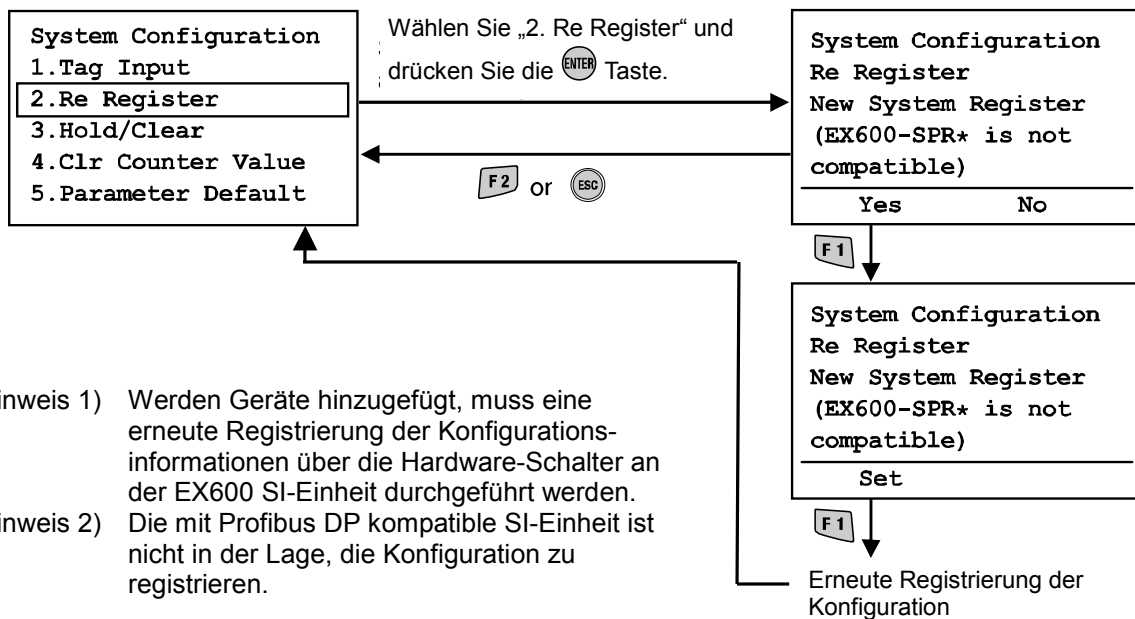 System Configuration
1.Tag Input
2.Re Register
3.Hold/Clear
4.Clr Counter Value
5.Parameter Default
Wählen Sie „2. Re Register“ und
drücken Sie die ENTER Taste.
F2 or ESC
System Configuration
Re Register
New System Register
(EX600-SPR* is not
compatible)
Yes No
F1
System Configuration
Re Register
New System Register
(EX600-SPR* is not
compatible)
Set
F1
Erneute Registrierung der
Konfiguration
inweis 1) Werden Geräte hinzugefügt, muss eine
erneute Registrierung der Konfigurations-
informationen über die Hardware-Schalter an
der EX600 SI-Einheit durchgeführt werden.
inweis 2) Die mit Profibus DP kompatible SI-Einheit ist
nicht in der Lage, die Konfiguration zu
registrieren.